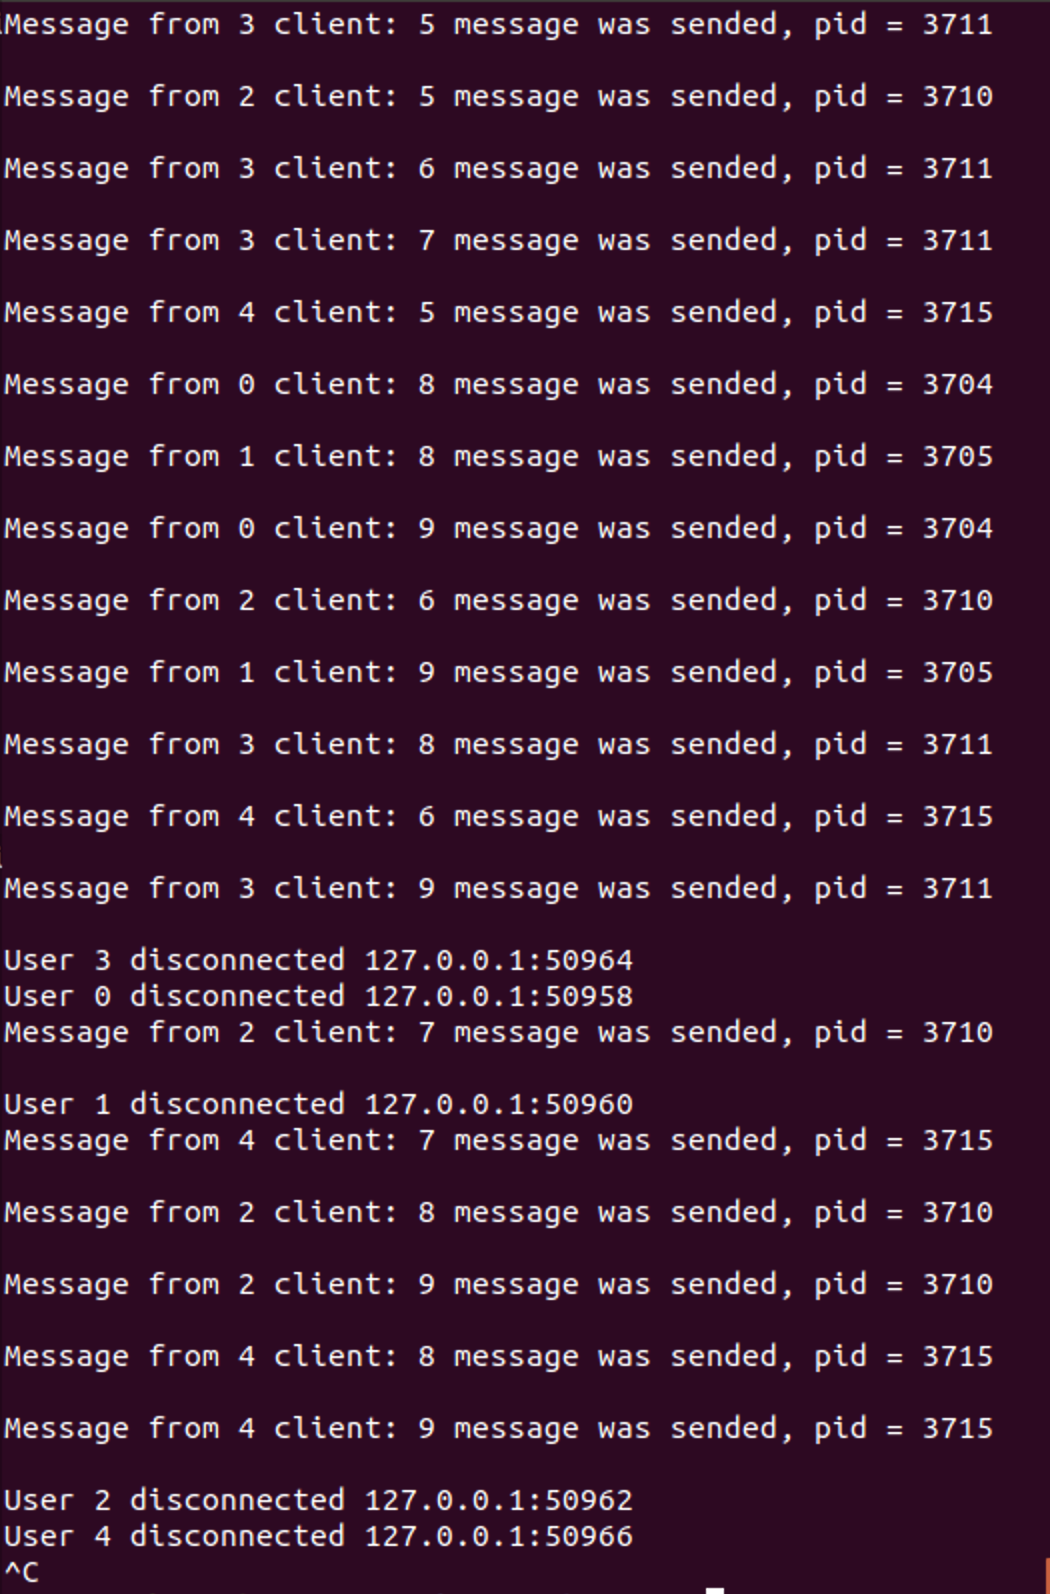 Message from 3 client: 5 message was sended, pid = 3711
Message from 2 client: 5 message was sended, pid = 3710
Message from 3 client: 6 message was sended, pid = 3711
Message from 3 client: 7 message was sended, pid = 3711
Message from 4 client: 5 message was sended, pid = 3715
Message from 0 client: 8 message was sended, pid = 3704
Message from 1 client: 8 message was sended, pid = 3705
Message from 0 client: 9 message was sended, pid = 3704
Message from 2 client: 6 message was sended, pid = 3710
Message from 1 client: 9 message was sended, pid = 3705
Message from 3 client: 8 message was sended, pid = 3711
Message from 4 client: 6 message was sended, pid = 3715
Message from 3 client: 9 message was sended, pid = 3711
User 3 disconnected 127.0.0.1:50964
User 0 disconnected 127.0.0.1:50958
Message from 2 client: 7 message was sended, pid = 3710
User 1 disconnected 127.0.0.1:50960
Message from 4 client: 7 message was sended, pid = 3715
Message from 2 client: 8 message was sended, pid = 3710
Message from 2 client: 9 message was sended, pid = 3710
Message from 4 client: 8 message was sended, pid = 3715
Message from 4 client: 9 message was sended, pid = 3715
User 2 disconnected 127.0.0.1:50962
User 4 disconnected 127.0.0.1:50966
^C